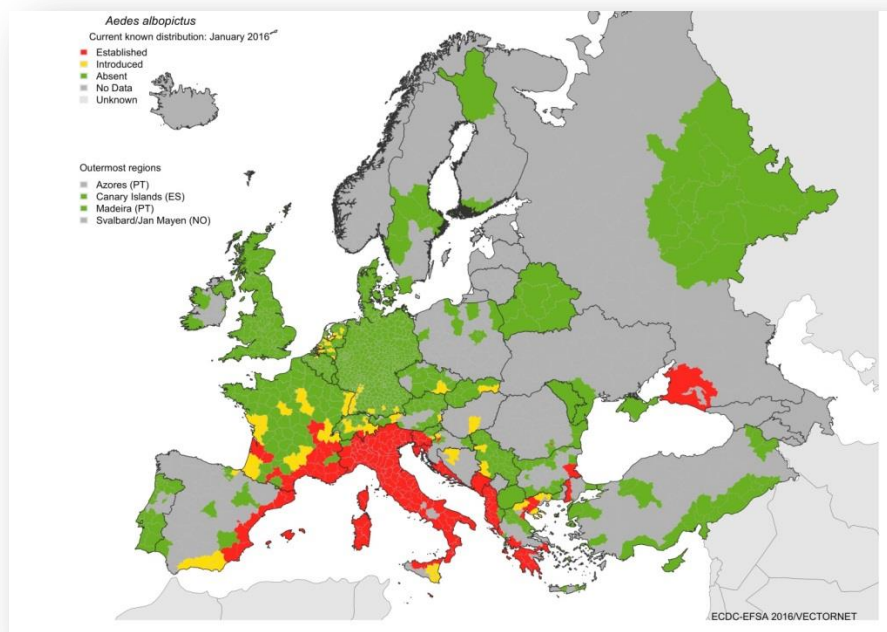 Aedes albopictus
Current known distribution: January 2016
Established
Introduced
Absent
No Data
Unknown
Outermost regions
Azores (PT)
Canary Islands (ES)
Madeira (PT)
Svalbard/Jan Mayen (NO)
ECDC-EFSA 2016/VECTORNET